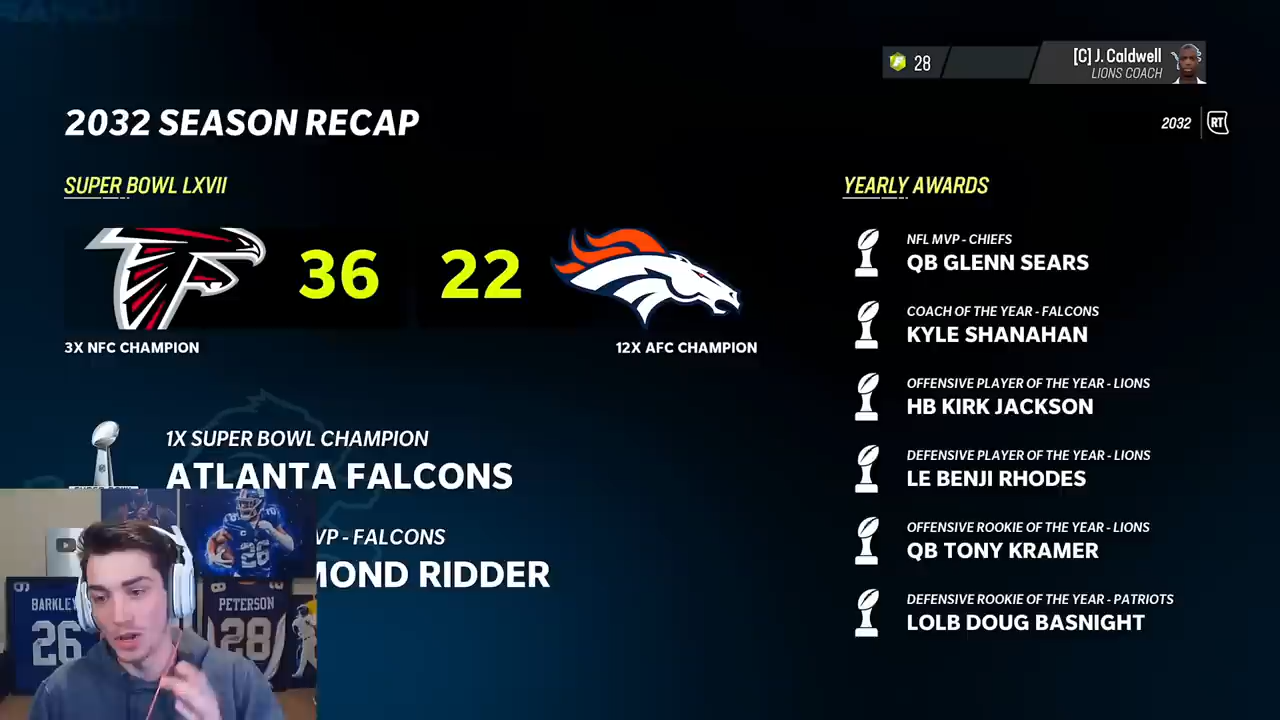 28
[C] J. Caldwell
LIONS COACH
2032 SEASON RECAP
2032
RT
SUPER BOWL LXVII
36
22
3X NFC CHAMPION
12X AFC CHAMPION
1X SUPER BOWL CHAMPION
ATLANTA FALCONS
VP - FALCONS
MOND RIDDER
YEARLY AWARDS
NFL MVP - CHIEFS
QB GLENN SEARS
COACH OF THE YEAR - FALCONS
KYLE SHANAHAN
OFFENSIVE PLAYER OF THE YEAR - LIONS
HB KIRK JACKSON
DEFENSIVE PLAYER OF THE YEAR - LIONS
LE BENJI RHODES
OFFENSIVE ROOKIE OF THE YEAR - LIONS
QB TONY KRAMER
DEFENSIVE ROOKIE OF THE YEAR - PATRIOTS
LOLB DOUG BASNIGHT
BARKLEY
26
26
PETERSON
28